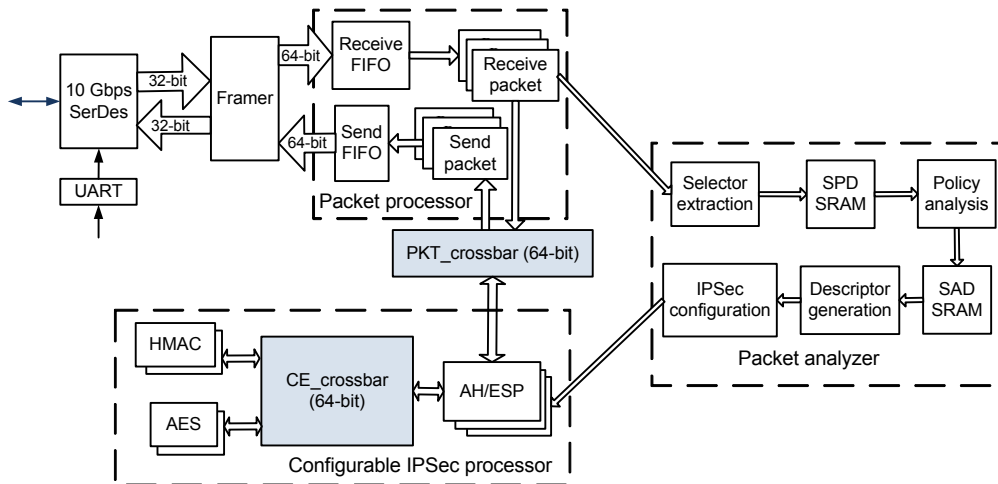 10 Gbps
SerDes
32-bit
32-bit
UART
Framer
64-bit
64-bit
Receive
FIFO
Send
FIFO
Receive
packet
Send
packet
Packet processor
PKT_crossbar (64-bit)
Selector
extraction
SPD
SRAM
Policy
analysis
IPSec
configuration
Descriptor
generation
SAD
SRAM
Packet analyzer
HMAC
AES
CE_crossbar
(64-bit)
AH/ESP
Configurable IPSec processor